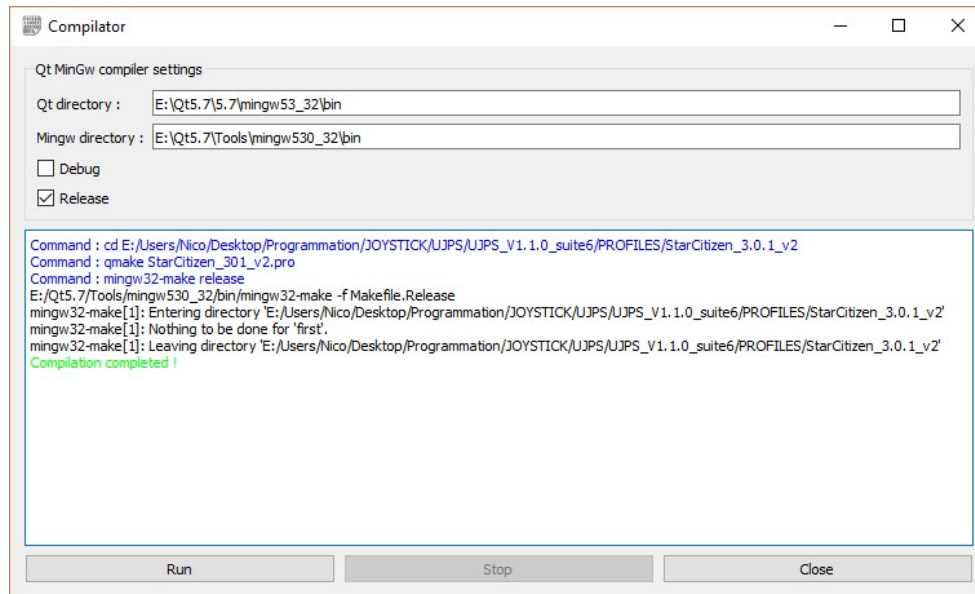 Compilator
Qt MinGw compiler settings
Qt directory : E:\Qt5.7\5.7\mingw53_32\bin
Mingw directory : E:\Qt5.7\Tools\mingw530_32\bin
Debug
Release
Command : cd E:/Users/Nico/Desktop/Programmation/JOYSTICK/UJPS/UJPS_V1.1.0_suite6/PROFILES/StarCitizen_3.0.1_v2
Command : qmake StarCitizen_301_v2.pro
Command : mingw32-make release
E:/Qt5.7/Tools/mingw530_32/bin/mingw32-make -f Makefile.Release
mingw32-make[1]: Entering directory 'E:/Users/Nico/Desktop/Programmation/JOYSTICK/UJPS/UJPS_V1.1.0_suite6/PROFILES/StarCitizen_3.0.1_v2'
mingw32-make[1]: Nothing to be done for 'first'.
mingw32-make[1]: Leaving directory 'E:/Users/Nico/Desktop/Programmation/JOYSTICK/UJPS/UJPS_V1.1.0_suite6/PROFILES/StarCitizen_3.0.1_v2'
Compilation completed !
Run Stop Close